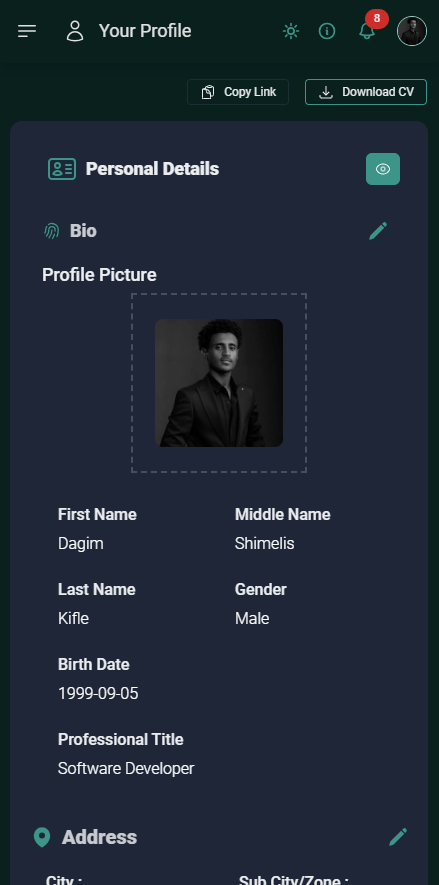 Your Profile
8
Copy Link
Download CV
Personal Details
Bio
Profile Picture
First Name
Middle Name
Dagim
Shimelis
Last Name
Gender
Kifle
Male
Birth Date
1999-09-05
Professional Title
Software Developer
Address
City :
Sub City/Zone :